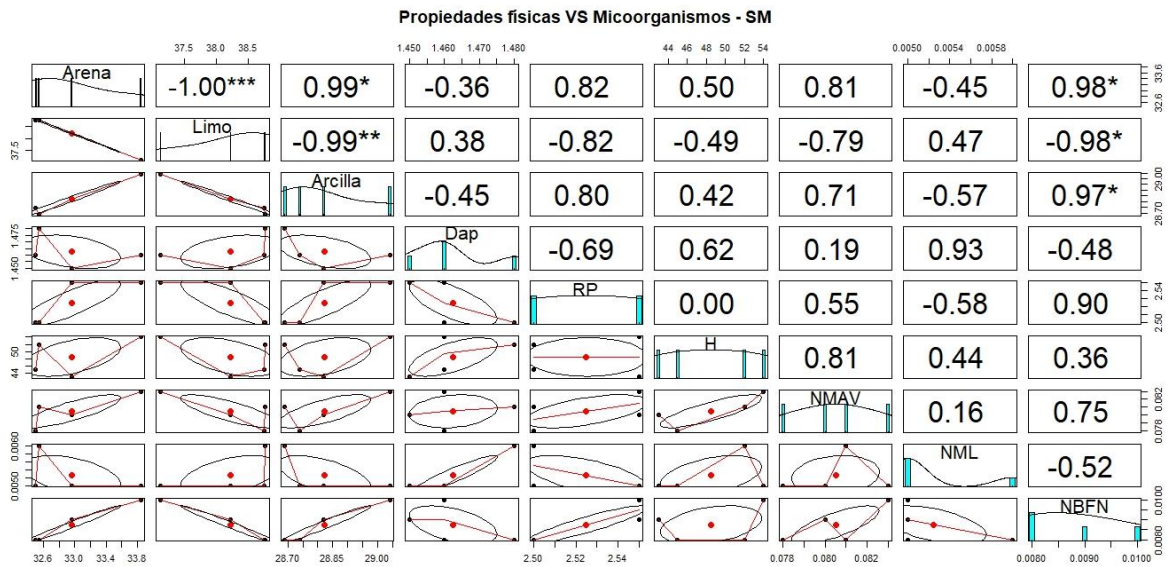 Propiedades físicas VS Micoorganismos - SM
37.5 38.0 38.5 1.450 1.460 1.470 1.480 44 46 48 50 52 54 0.0050 0.0054 0.0058
Arena -1.00*** 0.99* -0.36 0.82 0.50 0.81 -0.45 0.98* 32.6 33.6
37.5 Limo -0.99** 0.38 -0.82 -0.49 -0.79 0.47 -0.98*
Arcilla -0.45 0.80 0.42 0.71 -0.57 0.97* 28.70 29.00
1.450 1.475 Dap -0.69 0.62 0.19 0.93 -0.48
RP 0.00 0.55 -0.58 0.90 2.50 2.54
44 50 H 0.81 0.44 0.36
NMAV 0.16 0.75 0.078 0.082
0.0050 0.0060 NML -0.52
NBFN 0.0080 0.0100
32.6 33.0 33.4 33.8 28.70 28.85 29.00 2.50 2.52 2.54 0.078 0.080 0.082 0.0080 0.0090 0.0100